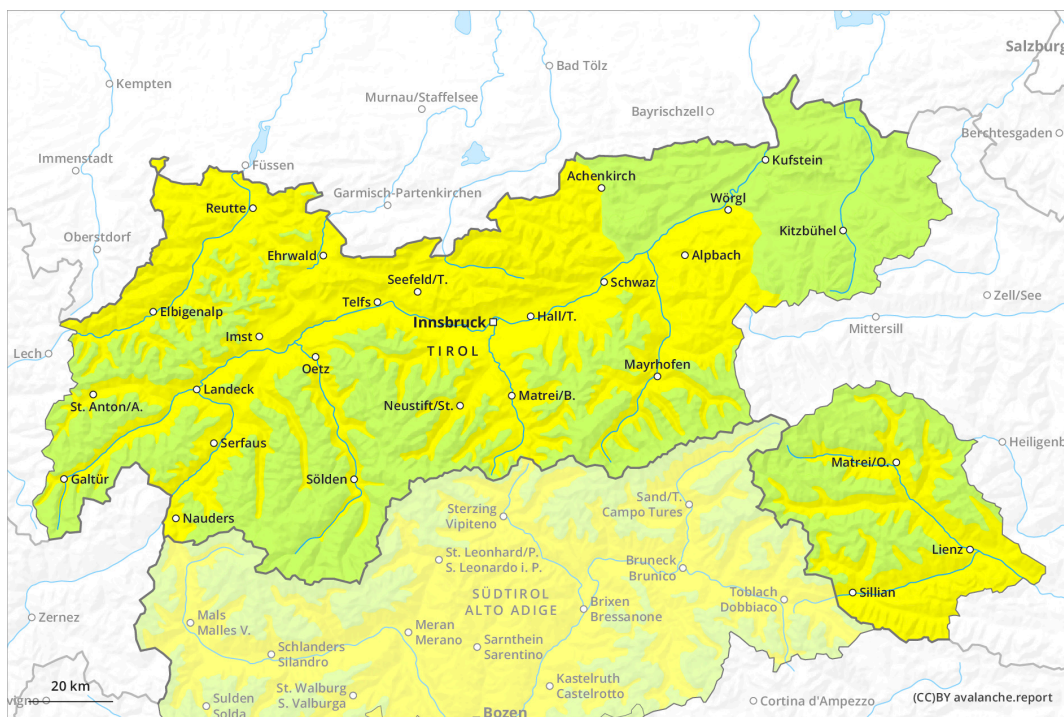 Salzburg
Bad Tölz
Kempten
Murnau/Staffelsee
Bayrischzell
Berchtesgaden
Immenstadt
Füssen
Kufstein
Achenkirch
Garmisch-Partenkirchen
Reutte
Wörgl
Oberstdorf
Kitzbühel
Ehrwald
Alpbach
Seefeld/T.
Schwaz
Zell/See
Telfs
Elbigenalp
Innsbruck
Hall/T.
Mittersill
Imst
TIROL
Lech
Oetz
Mayrhofen
Landeck
St. Anton/A.
Neustift/St.
Matrei/B.
Serfaus
Matrei/O.
Galtür
Sölden
Sand/T.
Campo Tures
Sterzing
Vipiteno
Nauders
Lienz
St. Leonhard/P.
S. Leonardo i. P.
Bruneck
Brunico
SÜDTIROL
ALTO ADIGE
Toblach
Dobbiaco
Sillian
Zernez
Mals
Malles V.
Brixen
Bressanone
Meran
Merano
Schlanders
Silandro
Sarnthein
Sarentino
20 km
St. Walburg
S. Valburga
Kastelruth
Castelrotto
Sulden
Solda
Cortina d'Ampezzo
(CC)BY avalanche.report
Bozen